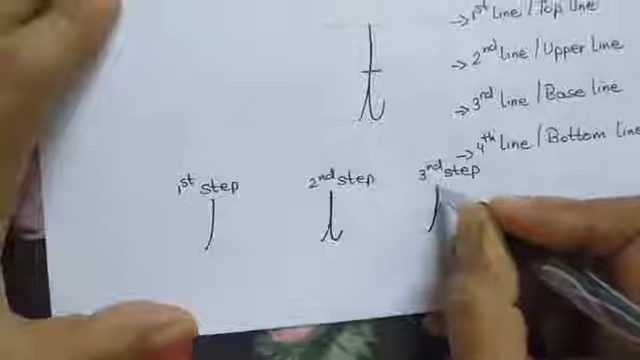 →1st Line / Top line
t
→2nd Line / Upper Line
→3rd Line / Base line
→4th Line / Bottom line
1st step
2nd step
3rd step